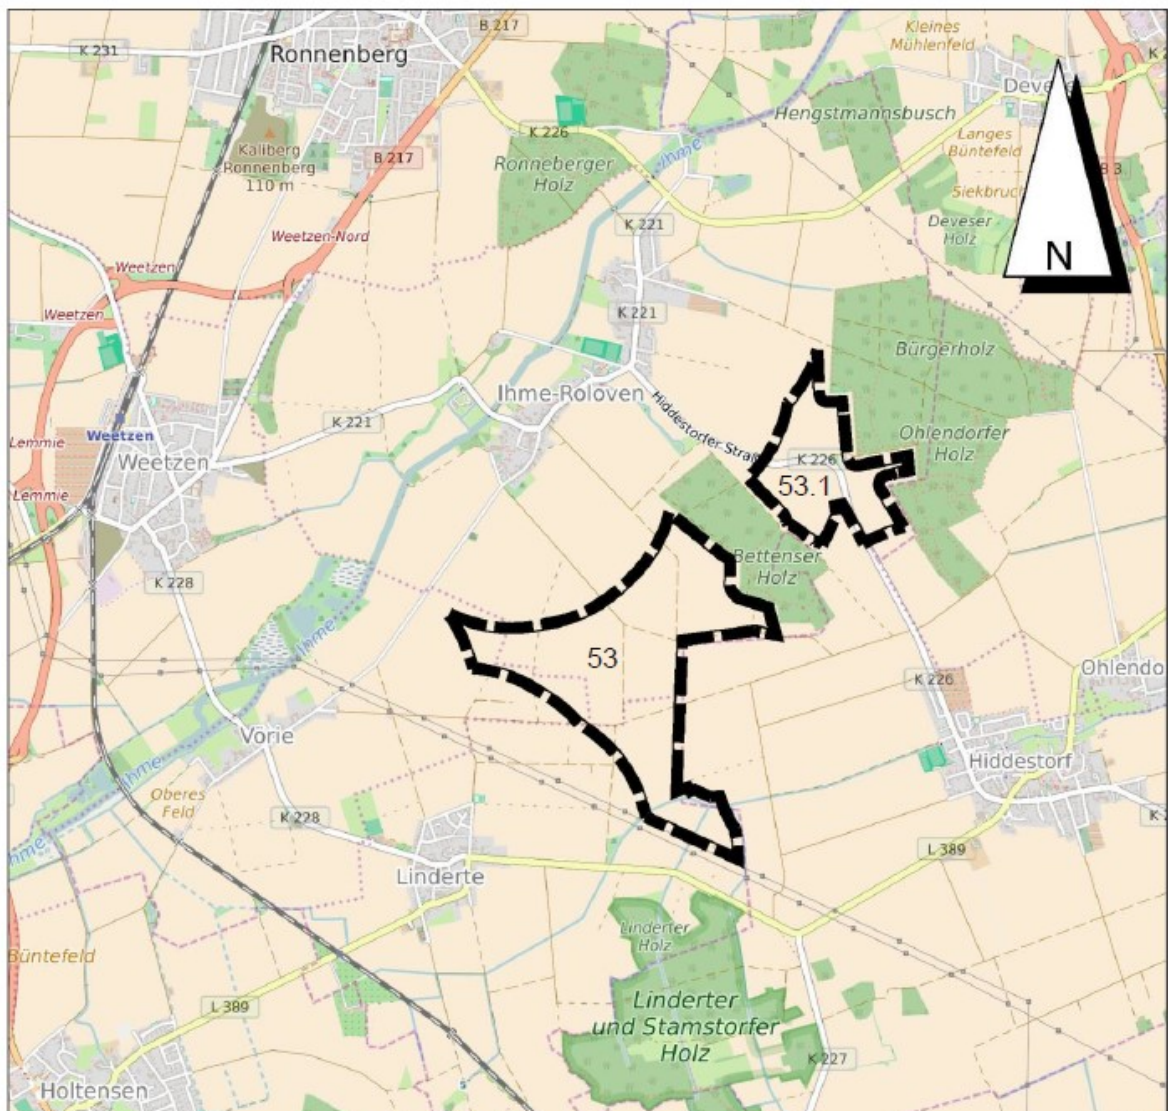 B 217
Kleines
Mühlenfeld
K 231
Ronnenberg
Deve
K
Hengstmannsbusch
K 226
Langes
Büntefeld
Kaliberg
Ronnenberg
110 m
B 217
Ihme
Ronneberger
Holz
B 3
Siekbruch
Deveser
Holz
K 221
Weetzen-Nord
N
Weetzen
Weetzen
K 221
Bürgerholz
Ihme-Roloven
Hiddestorfer Straß
K 221
Weetzen
Lemmie
Weetzen
Ohlendorfer
Holz
K 226
53.1
Lemmie
Bettenser
Holz
K 228
Ihme
53
Ohlendo
K 226
Vörie
Hiddestorf
Ihme
Oberes
Feld
K 228
K
Ihme
L 389
Linderte
Linderter
Holz
Büntefeld
L 389
Linderter
und Stamstorfer
Holz
K 227
Holtensen